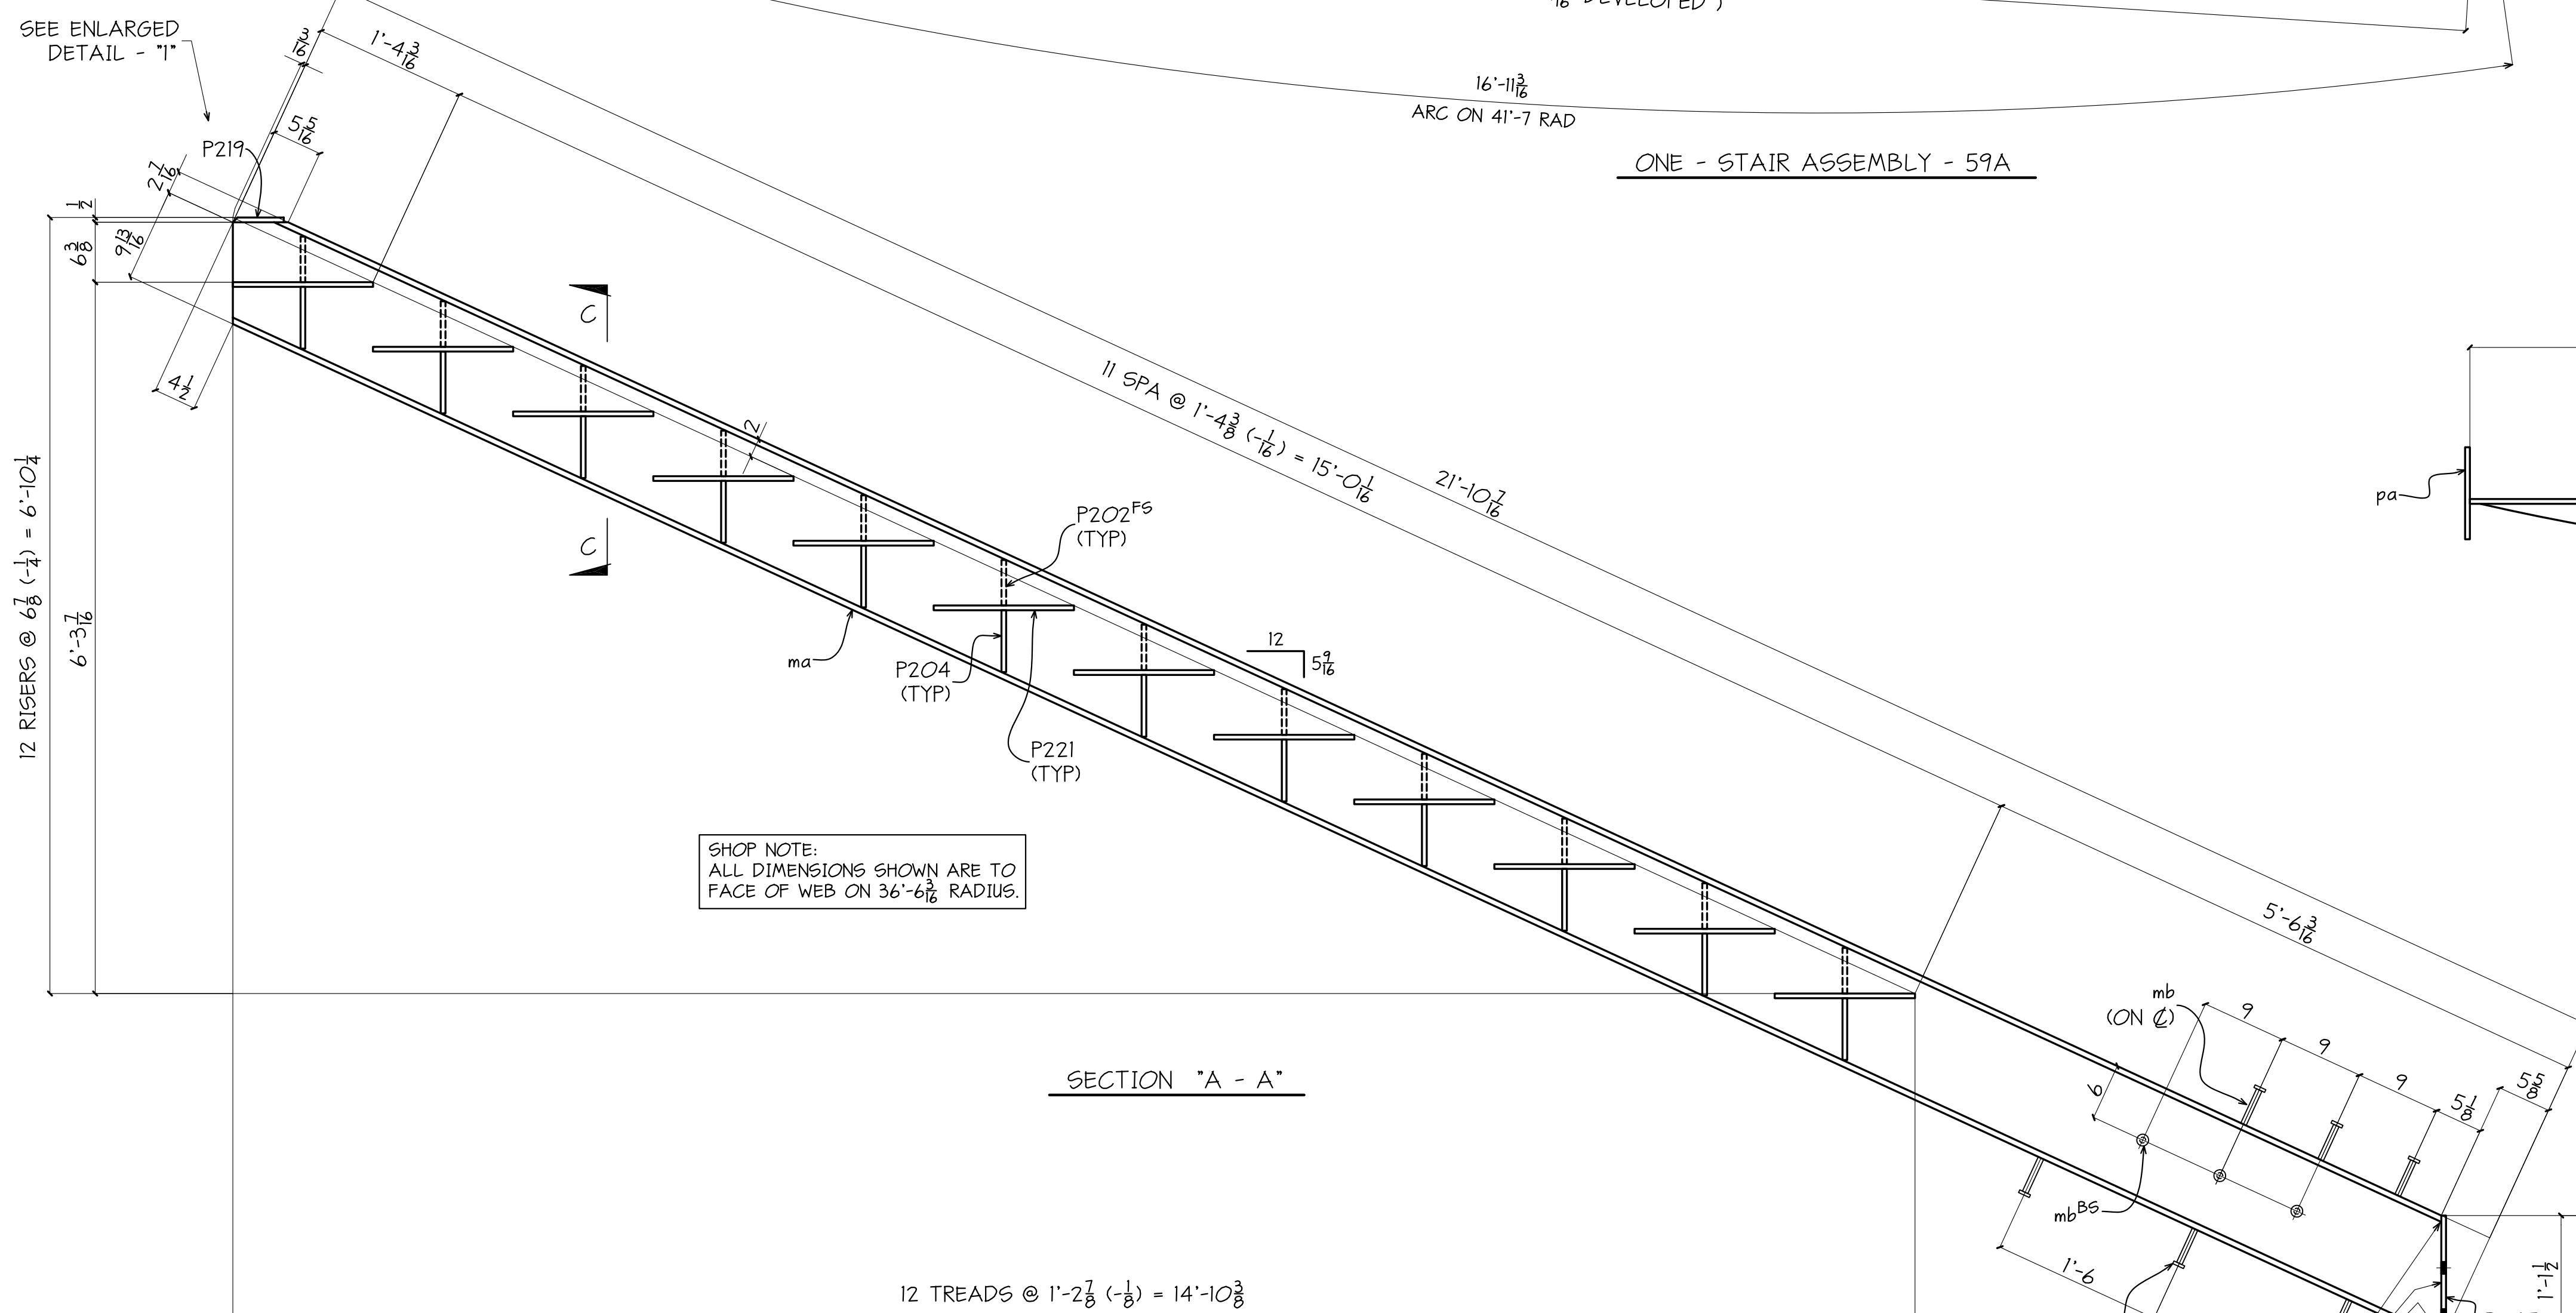 SEE ENLARGED
DETAIL - "1"
3/16
1'-4 3/16
DEVELOPED )
16'-11 3/16
ARC ON 41'-7 RAD
ONE - STAIR ASSEMBLY - 59A
5 5/16
P219
2 7/16
1/2
6 3/8
9 13/16
4 1/2
C
C
12 RISERS @ 6 7/8 (-1/4) = 6'-10 1/4
6'-3 7/16
2
11 SPA @ 1'-4 3/8 (-1/16) = 15'-0 1/16
21'-10 7/16
pa
P202FS
(TYP)
ma
P204
(TYP)
P221
(TYP)
12
5 9/16
SHOP NOTE:
ALL DIMENSIONS SHOWN ARE TO
FACE OF WEB ON 36'-6 3/16 RADIUS.
5'-6 3/16
mb
(ON ℄)
9
9
9
5 1/8
5 5/8
6
mbBS
1'-6
1'-1 1/2
SECTION "A - A"
12 TREADS @ 1'-2 7/8 (-1/8) = 14'-10 3/8